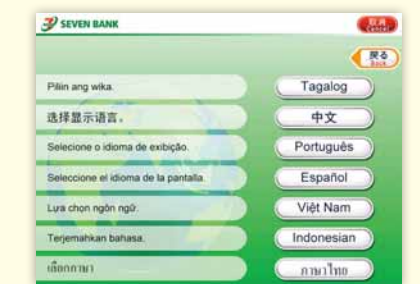 SEVEN BANK
取消
Cancel
戻る
Back
Piliin ang wika.
Tagalog
选择显示语言。
中文
Selecione o idioma de exibição.
Português
Seleccione el idioma de la pantalla.
Español
Lựa chọn ngôn ngữ.
Việt Nam
Terjemahkan bahasa.
Indonesian
เลือกภาษา
ภาษาไทย